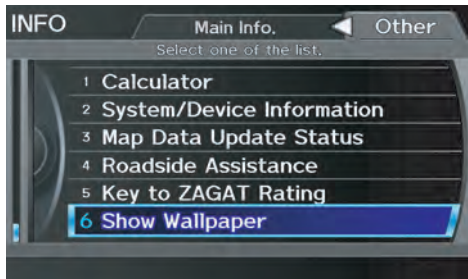 INFO Main Info. Other
Select one of the list.
1 Calculator
2 System/Device Information
3 Map Data Update Status
4 Roadside Assistance
5 Key to ZAGAT Rating
6 Show Wallpaper